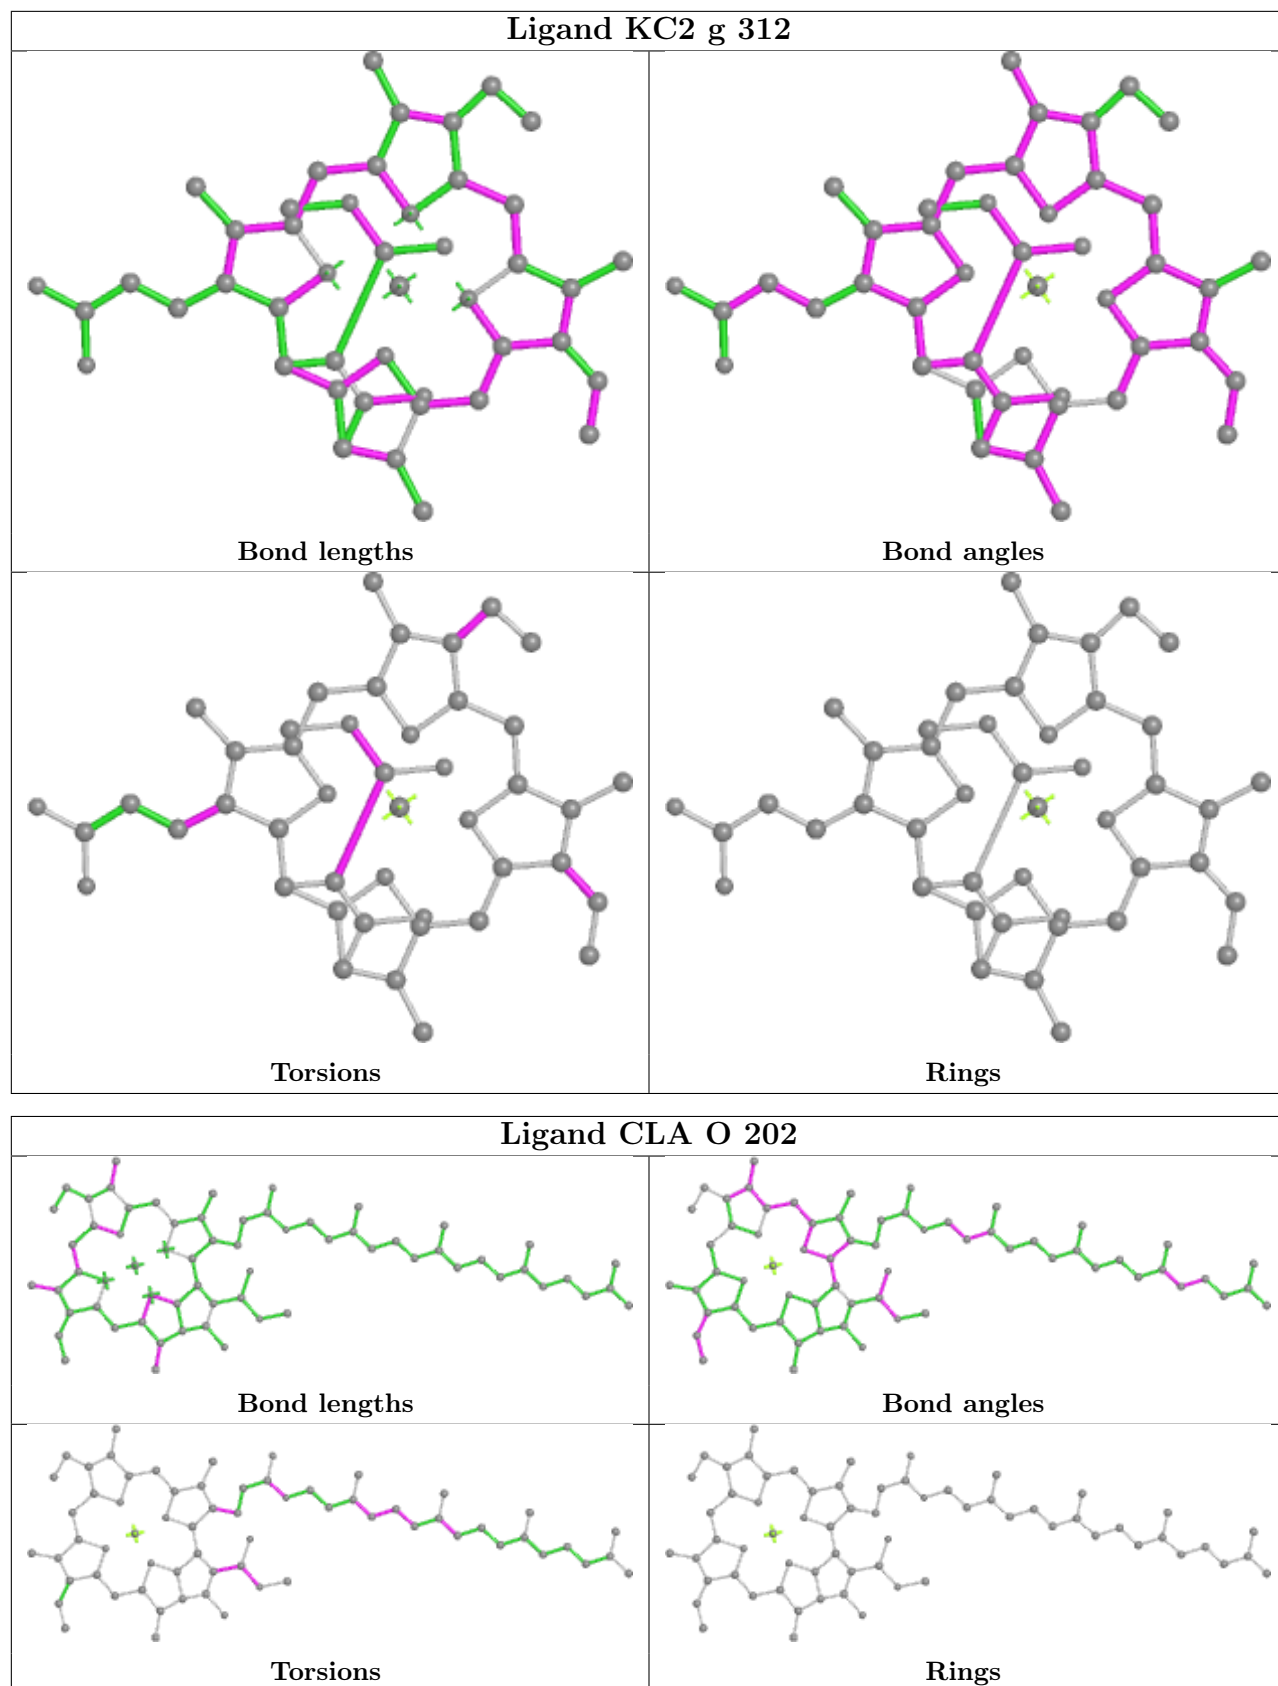 Ligand KC2 g 312
Bond lengths
Bond angles
Torsions
Rings
Ligand CLA O 202
Bond lengths
Bond angles
Torsions
Rings